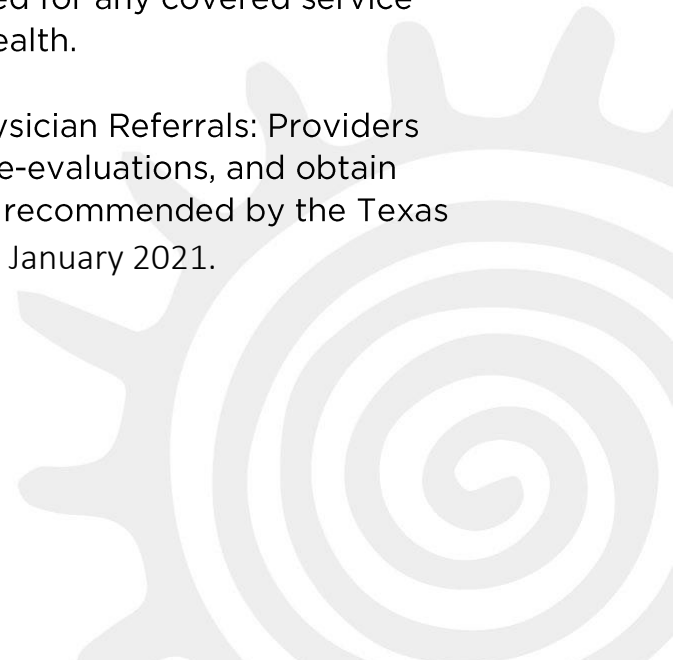 ed for any covered service
ealth.
ysician Referrals: Providers
e-evaluations, and obtain
recommended by the Texas
January 2021.